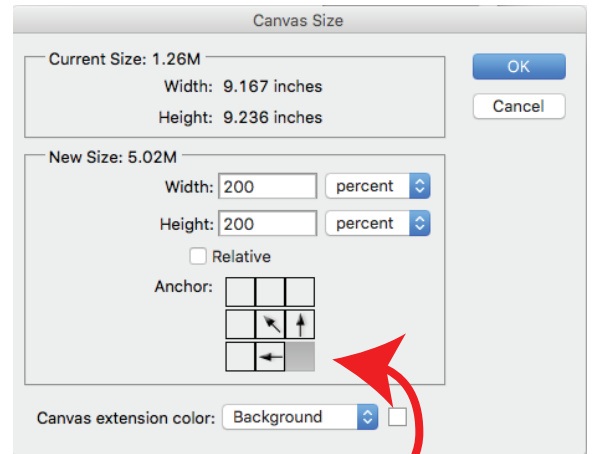 Canvas Size
Current Size: 1.26M
OK
Width: 9.167 inches
Cancel
Height: 9.236 inches
New Size: 5.02M
Width: 200 percent
Height: 200 percent
Relative
Anchor:
Canvas extension color: Background